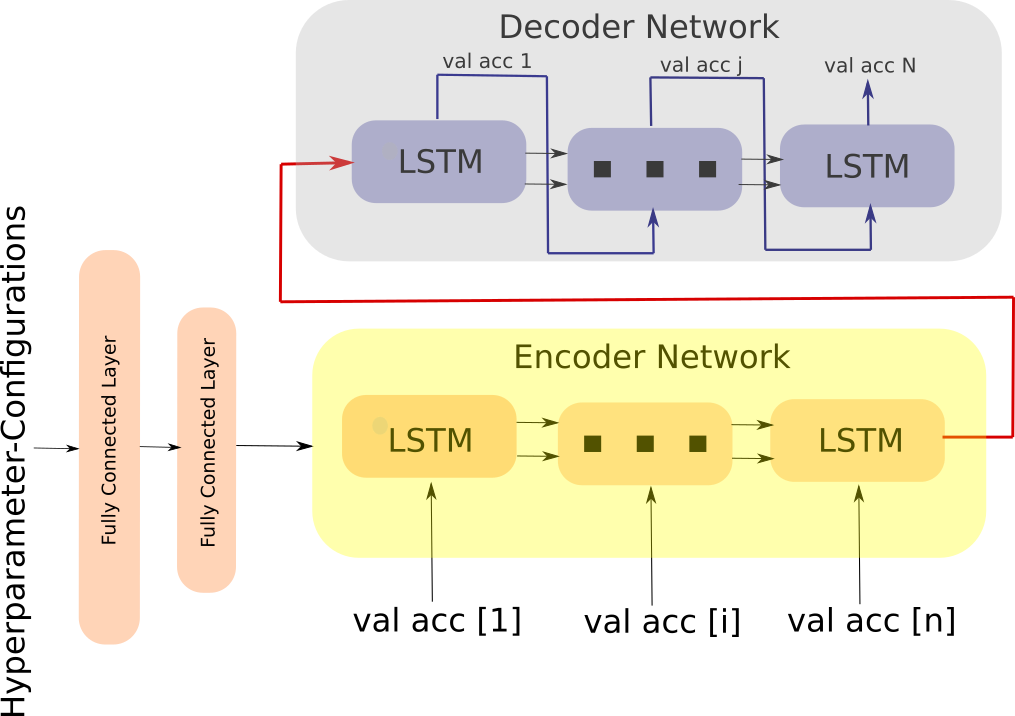 Decoder Network
val acc 1
val acc j
val acc N
LSTM
LSTM
Hyperparameter-Configurations
Fully Connected Layer
Fully Connected Layer
Encoder Network
LSTM
LSTM
val acc [1]
val acc [i]
val acc [n]